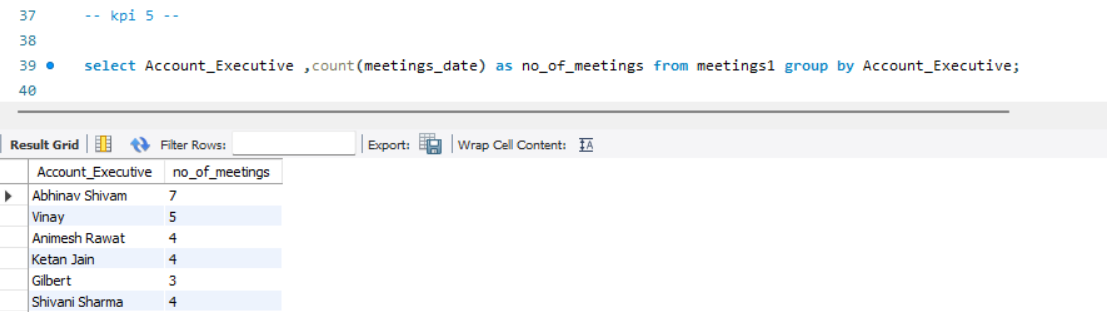 37 -- kpi 5 --
38
39 select Account_Executive ,count(meetings_date) as no_of_meetings from meetings1 group by Account_Executive;
40
Result Grid Filter Rows: Export: Wrap Cell Content: IA
Account_Executive no_of_meetings
Abhinav Shivam 7
Vinay 5
Animesh Rawat 4
Ketan Jain 4
Gilbert 3
Shivani Sharma 4